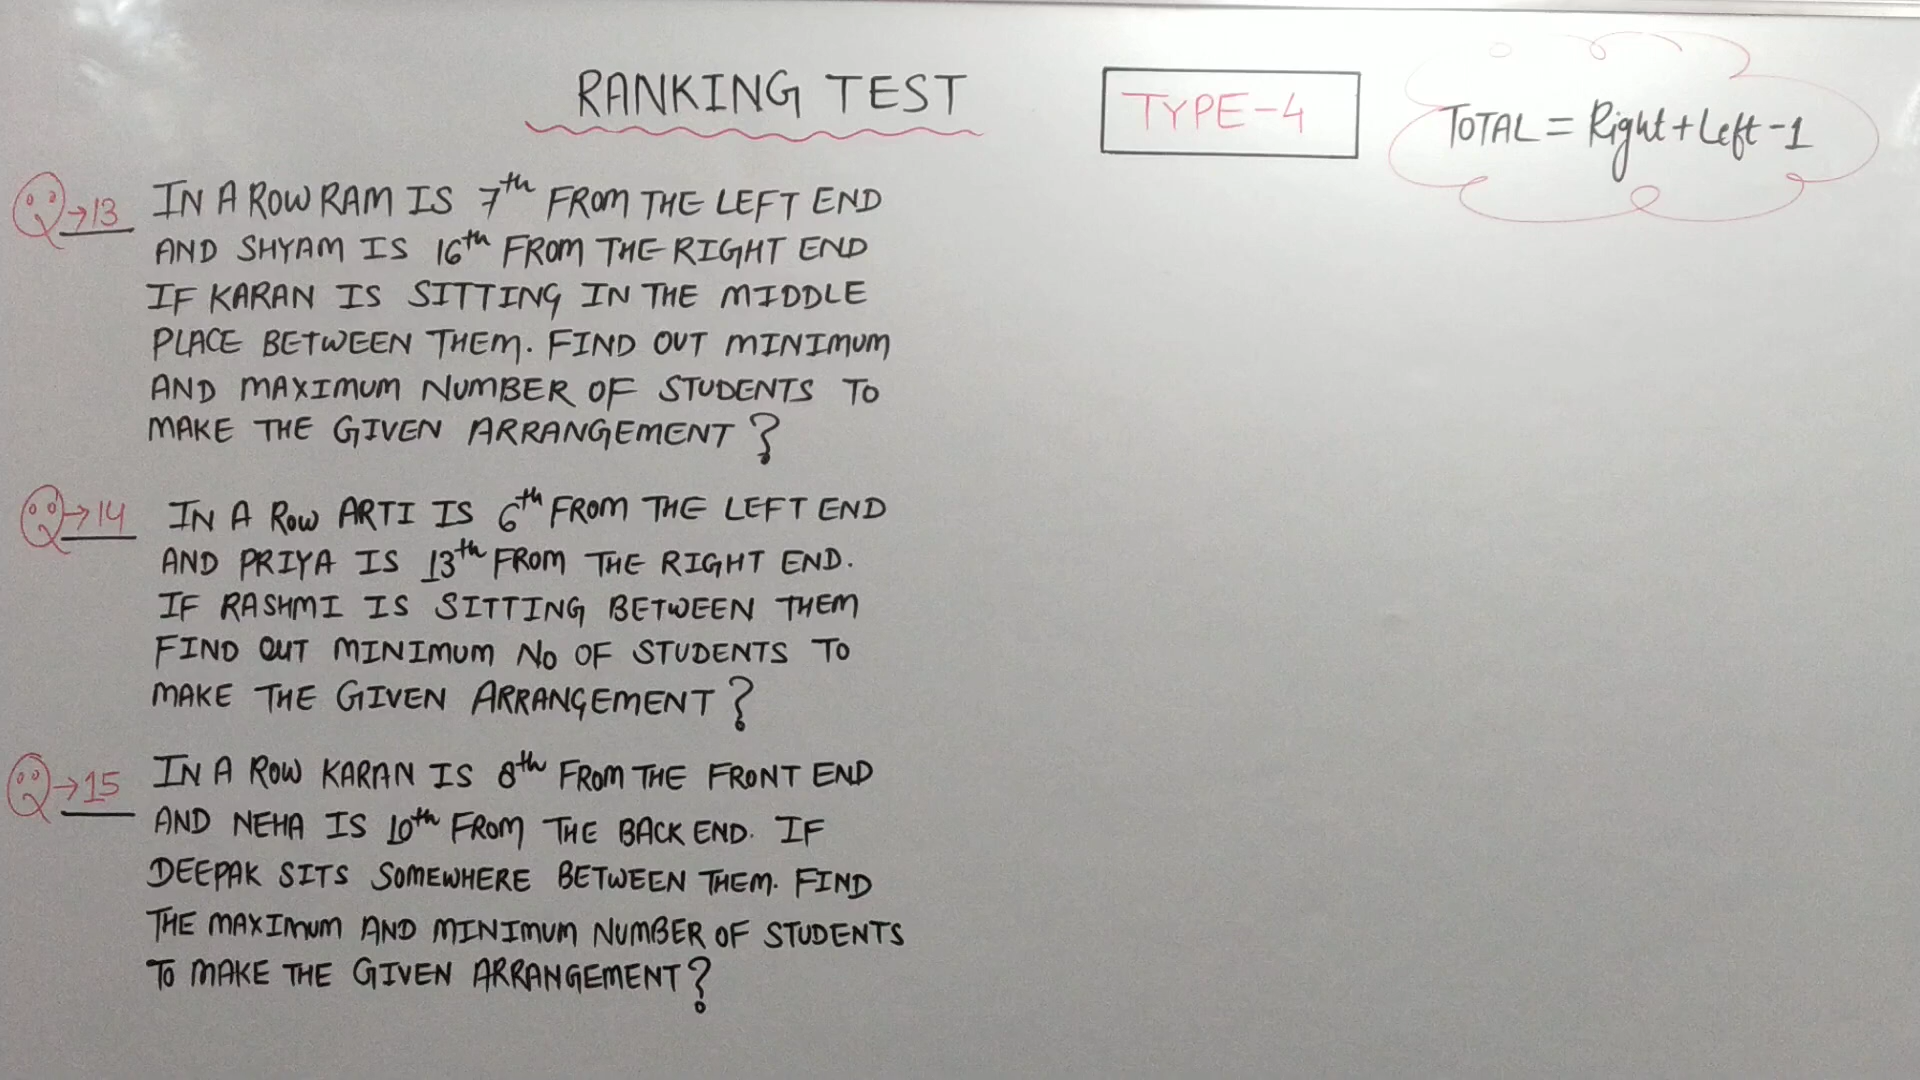 RANKING TEST
TYPE-4
TOTAL = Right + Left - 1
Q→13 IN A ROW RAM IS 7th FROM THE LEFT END
AND SHYAM IS 16th FROM THE RIGHT END
IF KARAN IS SITTING IN THE MIDDLE
PLACE BETWEEN THEM. FIND OUT MINIMUM
AND MAXIMUM NUMBER OF STUDENTS TO
MAKE THE GIVEN ARRANGEMENT ?
Q→14 IN A ROW ARTI IS 6th FROM THE LEFT END
AND PRIYA IS 13th FROM THE RIGHT END.
IF RASHMI IS SITTING BETWEEN THEM
FIND OUT MINIMUM NO OF STUDENTS TO
MAKE THE GIVEN ARRANGEMENT ?
Q→15 IN A ROW KARAN IS 8th FROM THE FRONT END
AND NEHA IS 10th FROM THE BACK END. IF
DEEPAK SITS SOMEWHERE BETWEEN THEM. FIND
THE MAXIMUM AND MINIMUM NUMBER OF STUDENTS
TO MAKE THE GIVEN ARRANGEMENT ?